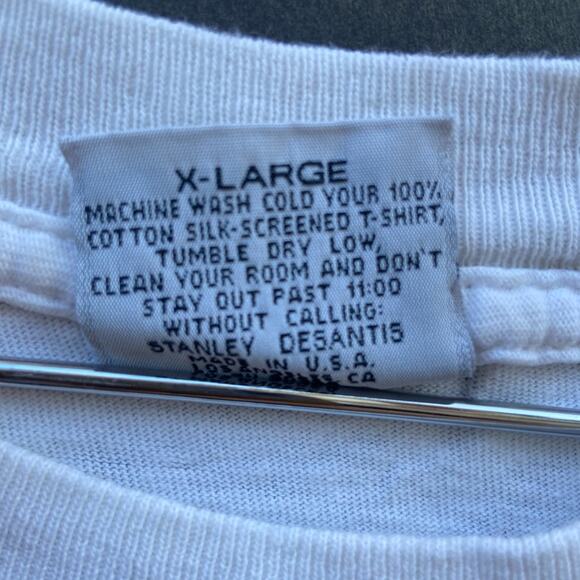 X-LARGE
MACHINE WASH COLD YOUR 100%
COTTON SILK-SCREENED T-SHIRT,
TUMBLE DRY LOW,
CLEAN YOUR ROOM AND DON'T
STAY OUT PAST 11:00
WITHOUT CALLING:
STANLEY DESANTIS
MADE IN U.S.A.
CA